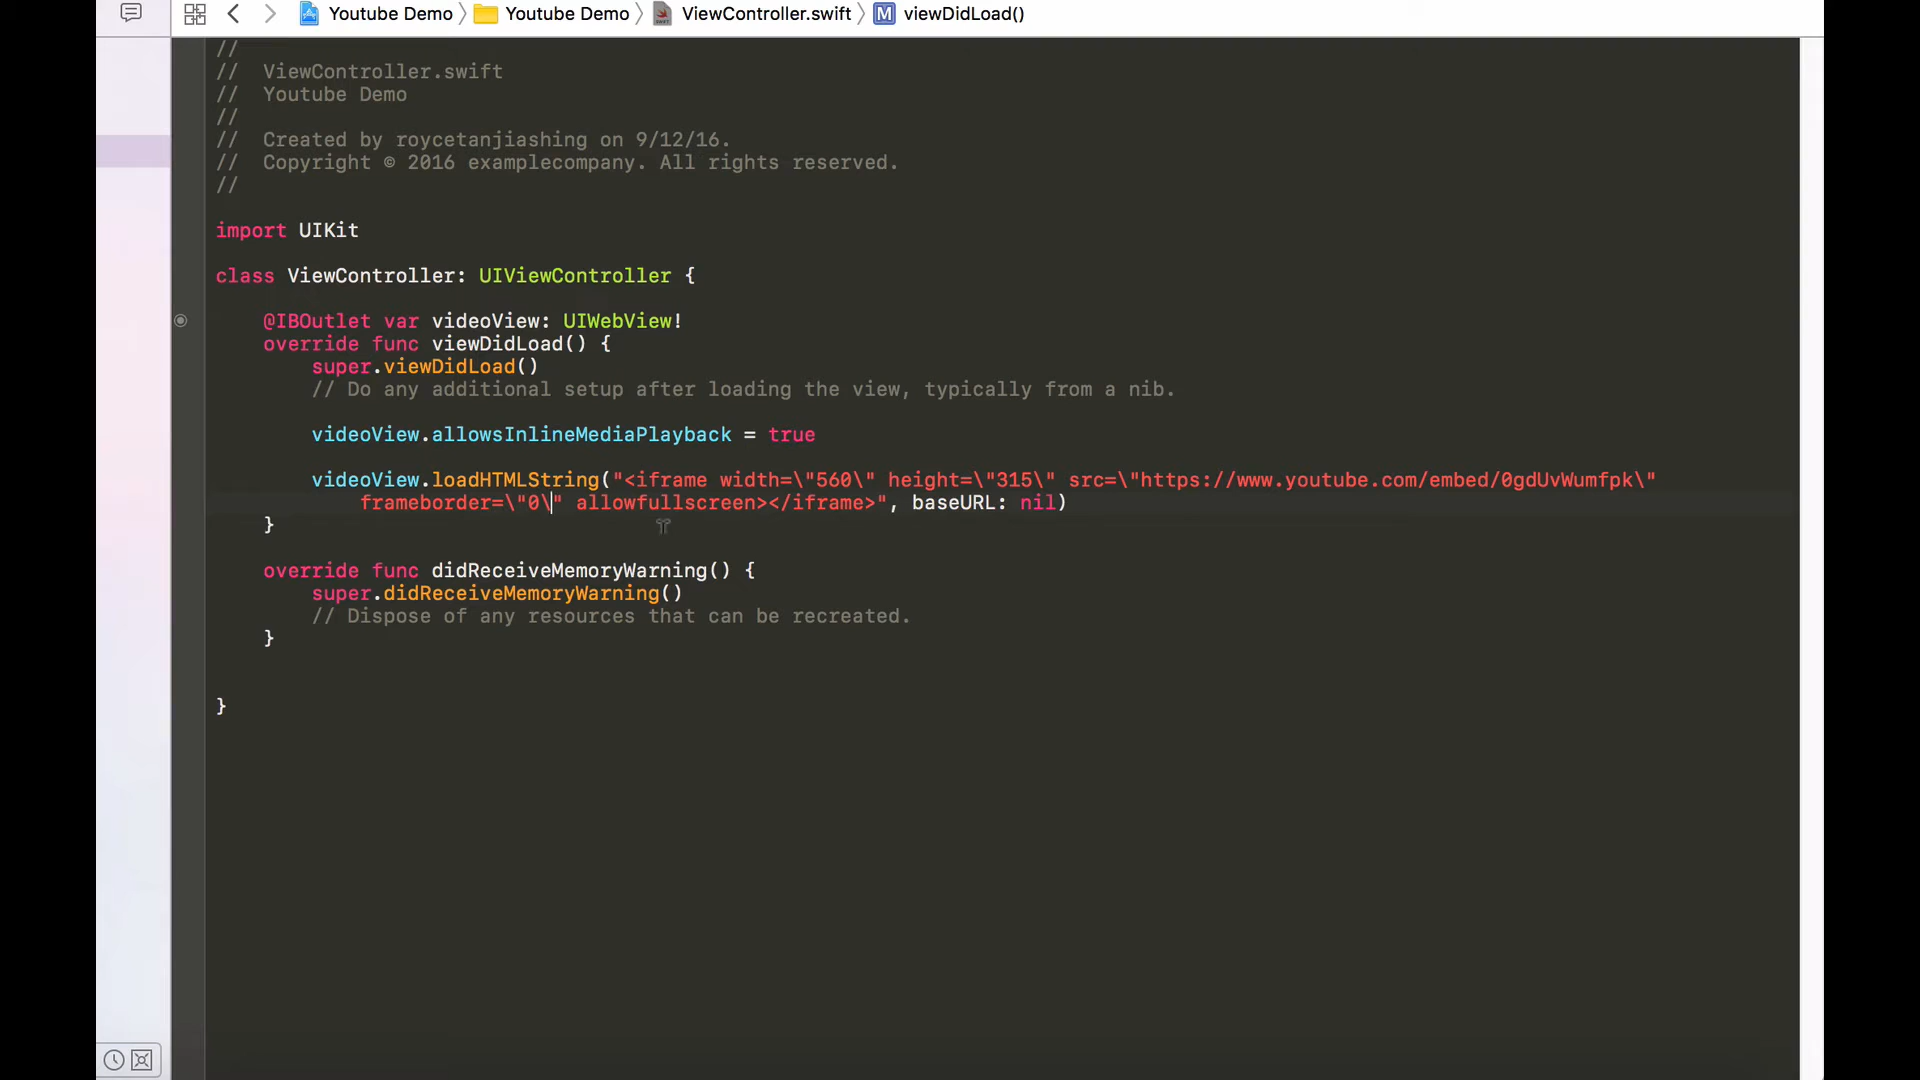 Youtube Demo 〉 Youtube Demo 〉 ViewController.swift 〉 M viewDidLoad()
//
//  ViewController.swift
//  Youtube Demo
//
//  Created by roycetanjiashing on 9/12/16.
//  Copyright © 2016 examplecompany. All rights reserved.
//
import UIKit
class ViewController: UIViewController {
@IBOutlet var videoView: UIWebView!
override func viewDidLoad() {
super.viewDidLoad()
// Do any additional setup after loading the view, typically from a nib.
videoView.allowsInlineMediaPlayback = true
videoView.loadHTMLString("<iframe width=\"560\" height=\"315\" src=\"https://www.youtube.com/embed/0gdUvWumfpk\"
frameborder=\"0\" allowfullscreen></iframe>", baseURL: nil)
}
override func didReceiveMemoryWarning() {
super.didReceiveMemoryWarning()
// Dispose of any resources that can be recreated.
}
}